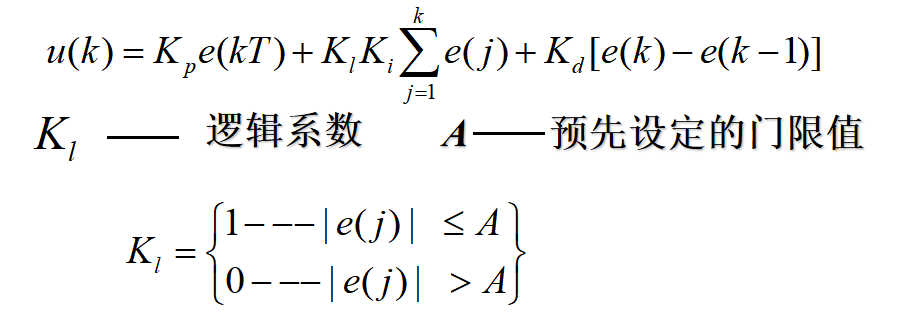 u(k) = K_p e(kT) + K_l K_i \sum_{j=1}^{k} e(j) + K_d [e(k) − e(k−1)]
K_l —— 逻辑系数 A——预先设定的门限值
K_l = { 1−−−| e(j) | ≤ A }
{ 0−−−| e(j) | > A }